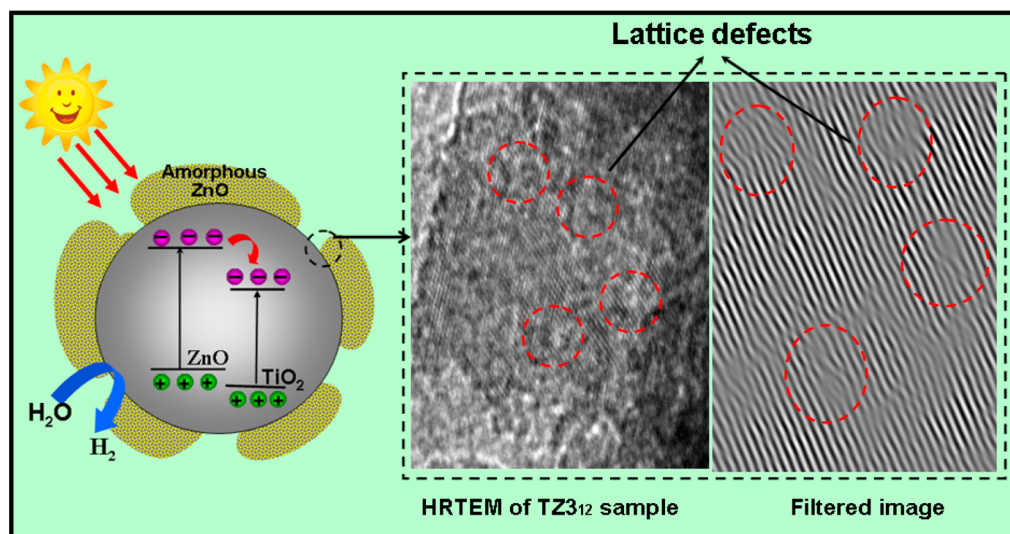 Lattice defects
Amorphous
ZnO
− − −
− − −
ZnO
+ + +
TiO₂
+ + +
H₂O
H₂
HRTEM of TZ3₁₂ sample
Filtered image